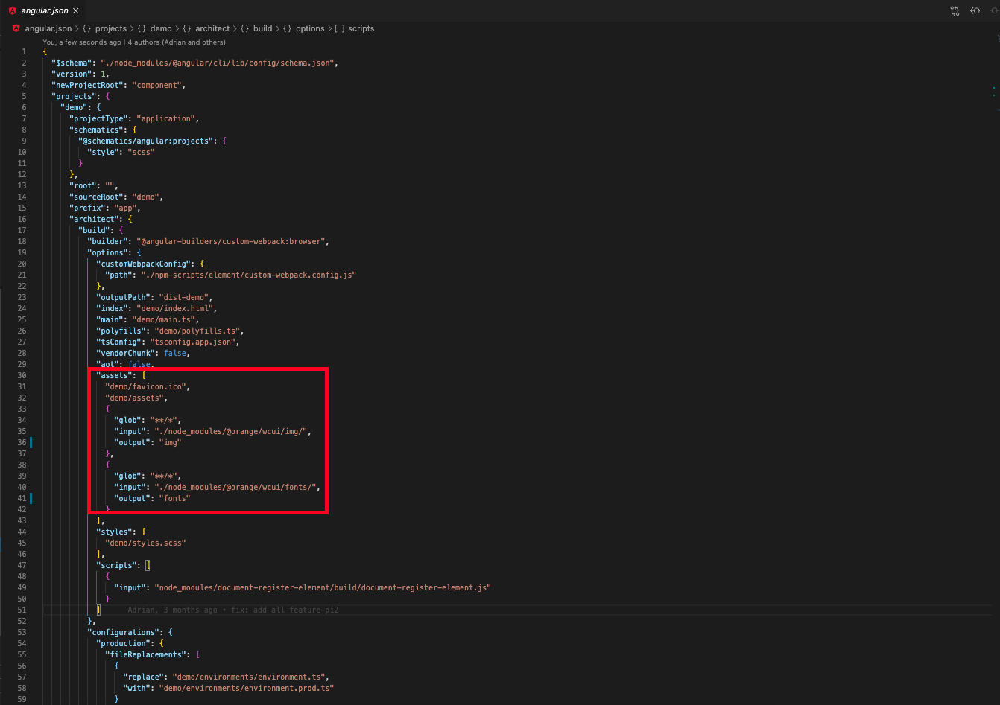 angular.json
angular.json > {} projects > {} demo > {} architect > {} build > {} options > [ ] scripts
You, a few seconds ago | 4 authors (Adrian and others)
1 {
2 "$schema": "./node_modules/@angular/cli/lib/config/schema.json",
3 "version": 1,
4 "newProjectRoot": "component",
5 "projects": {
6 "demo": {
7 "projectType": "application",
8 "schematics": {
9 "@schematics/angular:projects": {
10 "style": "scss"
11 }
12 },
13 "root": "",
14 "sourceRoot": "demo",
15 "prefix": "app",
16 "architect": {
17 "build": {
18 "builder": "@angular-builders/custom-webpack:browser",
19 "options": {
20 "customWebpackConfig": {
21 "path": "./npm-scripts/element/custom-webpack.config.js"
22 },
23 "outputPath": "dist-demo",
24 "index": "demo/index.html",
25 "main": "demo/main.ts",
26 "polyfills": "demo/polyfills.ts",
27 "tsConfig": "tsconfig.app.json",
28 "vendorChunk": false,
29 "aot": false,
30 "assets": [
31 "demo/favicon.ico",
32 "demo/assets",
33 {
34 "glob": "**/*",
35 "input": "./node_modules/@orange/wcui/img/",
36 "output": "img"
37 },
38 {
39 "glob": "**/*",
40 "input": "./node_modules/@orange/wcui/fonts/",
41 "output": "fonts"
42 }
43 ],
44 "styles": [
45 "demo/styles.scss"
46 ],
47 "scripts": [
48 {
49 "input": "node_modules/document-register-element/build/document-register-element.js"
50 }
51 ] Adrian, 3 months ago • fix: add all feature-pi2
52 },
53 "configurations": {
54 "production": {
55 "fileReplacements": [
56 {
57 "replace": "demo/environments/environment.ts",
58 "with": "demo/environments/environment.prod.ts"
59 }